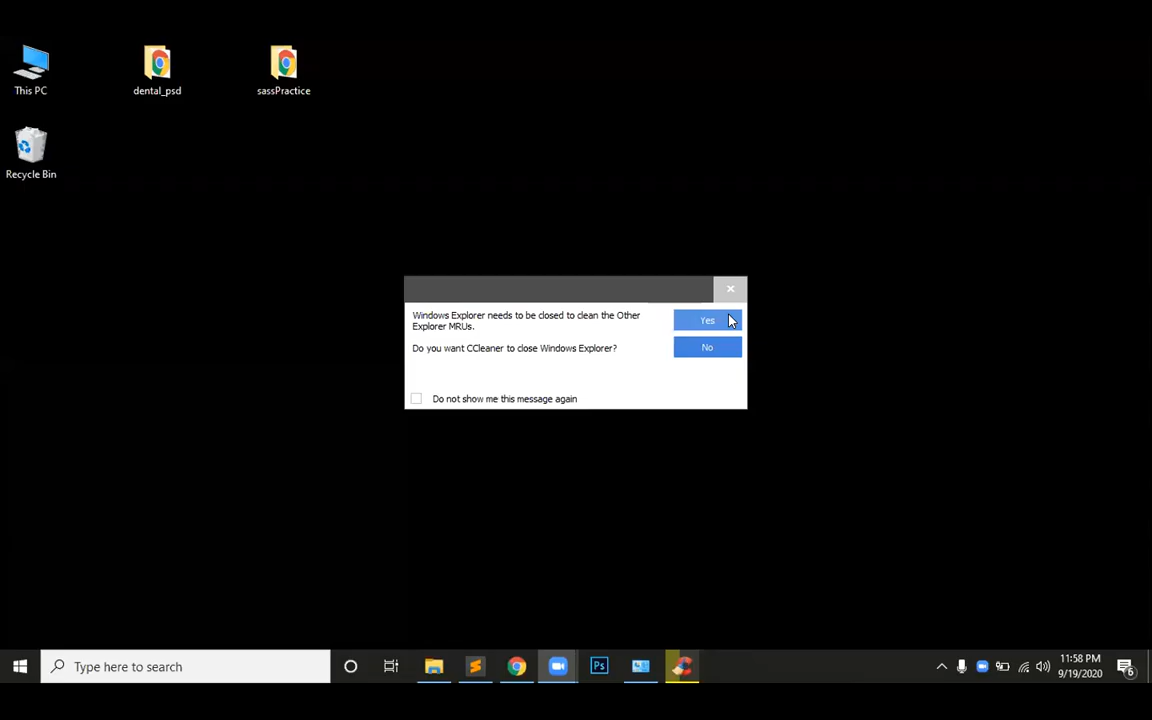 This PC
dental_psd
sassPractice
Recycle Bin
Windows Explorer needs to be closed to clean the Other
Explorer MRUs.
Do you want CCleaner to close Windows Explorer?
Yes
No
Do not show me this message again
Type here to search
Ps
11:58 PM
9/19/2020
6